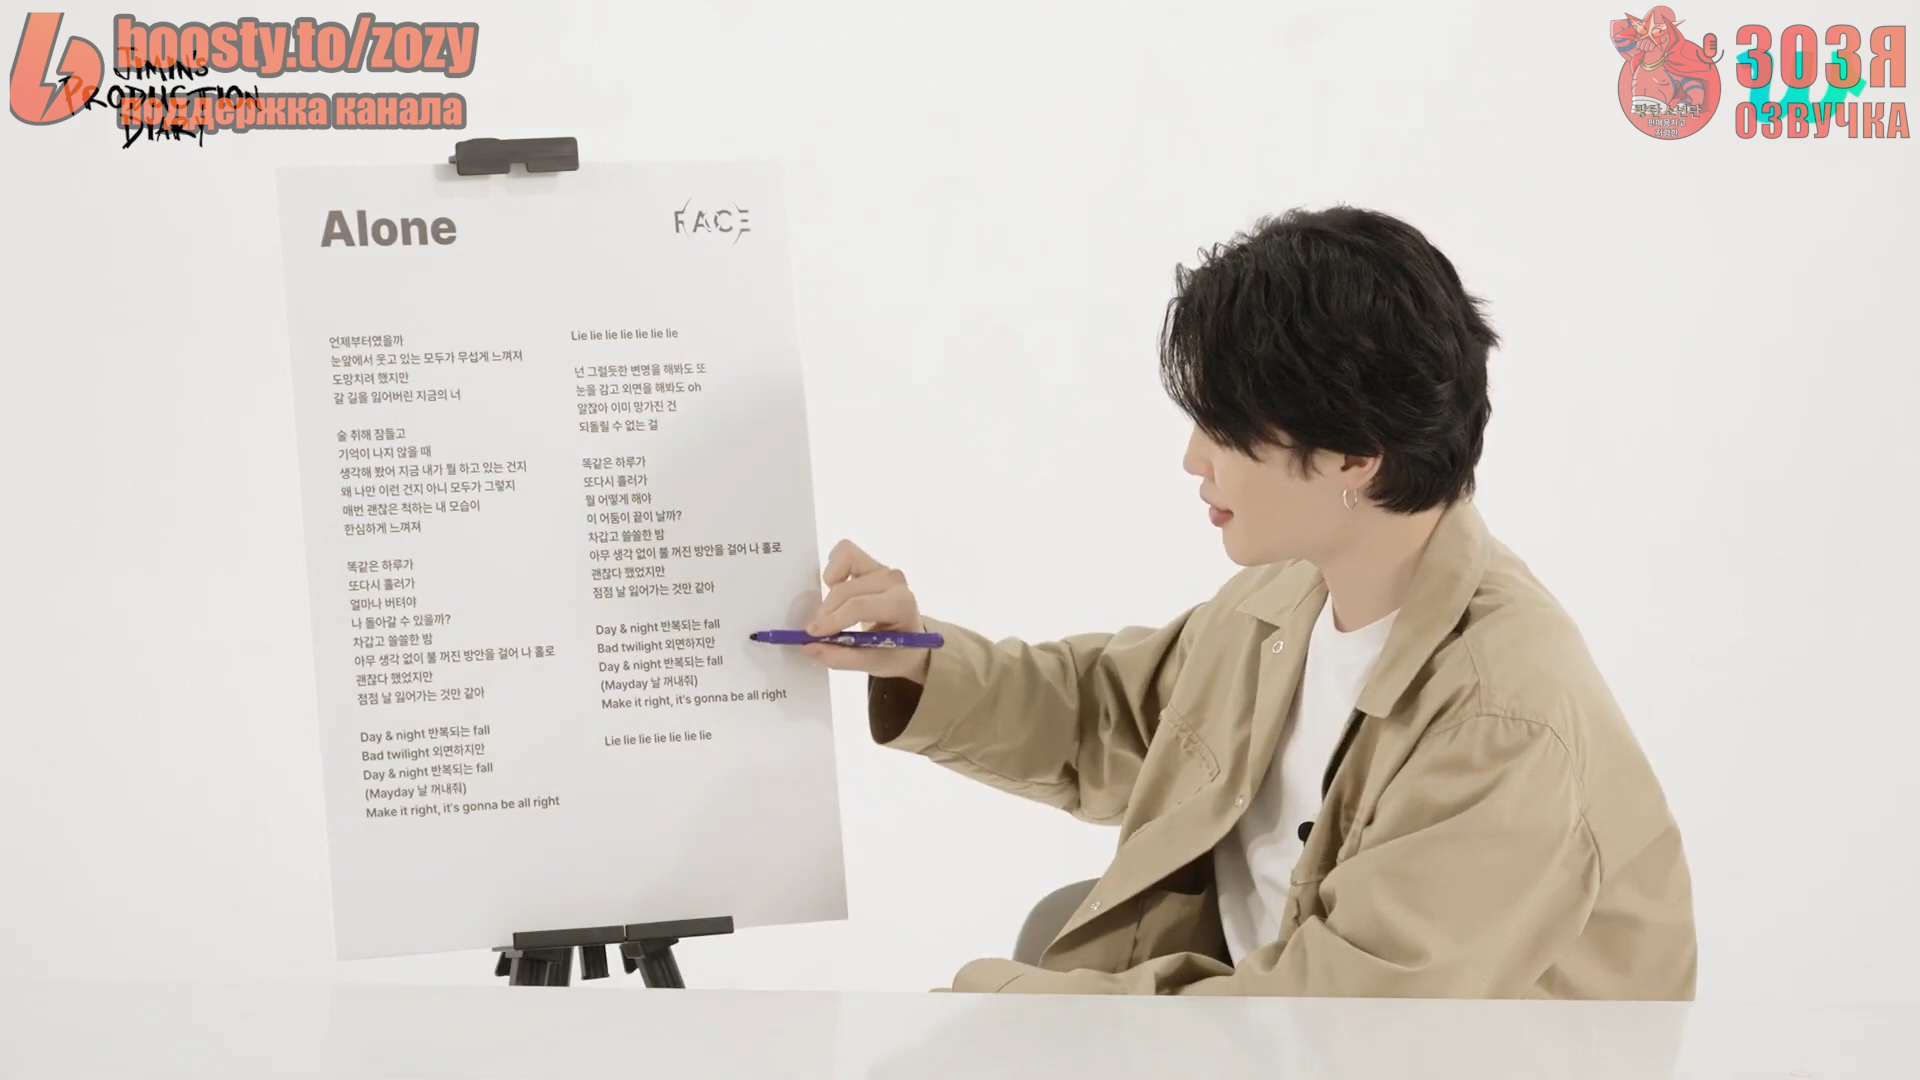 boosty.to/zozy
поддержка канала
JIMIN'S
PRODUCTION
DIARY
ЗОЗЯ
ОЗВУЧКА
Alone
FACE
언제부터였을까
눈앞에서 웃고 있는 모두가 무섭게 느껴져
도망치려 했지만
갈 길을 잃어버린 지금의 너
술 취해 잠들고
기억이 나지 않을 때
생각해 봤어 지금 내가 뭘 하고 있는 건지
왜 나만 이런 건지 아니 모두가 그렇지
매번 괜찮은 척하는 내 모습이
한심하게 느껴져
똑같은 하루가
또다시 흘러가
얼마나 버텨야
나 돌아갈 수 있을까?
차갑고 쓸쓸한 밤
아무 생각 없이 불 꺼진 방안을 걸어 나 홀로
괜찮다 했었지만
점점 날 잃어가는 것만 같아
Day & night 반복되는 fall
Bad twilight 외면하지만
Day & night 반복되는 fall
(Mayday 날 꺼내줘)
Make it right, it's gonna be all right
Lie lie lie lie lie lie lie
넌 그럴듯한 변명을 해봐도 또
눈을 감고 외면을 해봐도 oh
알잖아 이미 망가진 건
되돌릴 수 없는 걸
똑같은 하루가
또다시 흘러가
뭘 어떻게 해야
이 어둠이 끝이 날까?
차갑고 쓸쓸한 밤
아무 생각 없이 불 꺼진 방안을 걸어 나 홀로
괜찮다 했었지만
점점 날 잃어가는 것만 같아
Day & night 반복되는 fall
Bad twilight 외면하지만
Day & night 반복되는 fall
(Mayday 날 꺼내줘)
Make it right, it's gonna be all right
Lie lie lie lie lie lie lie